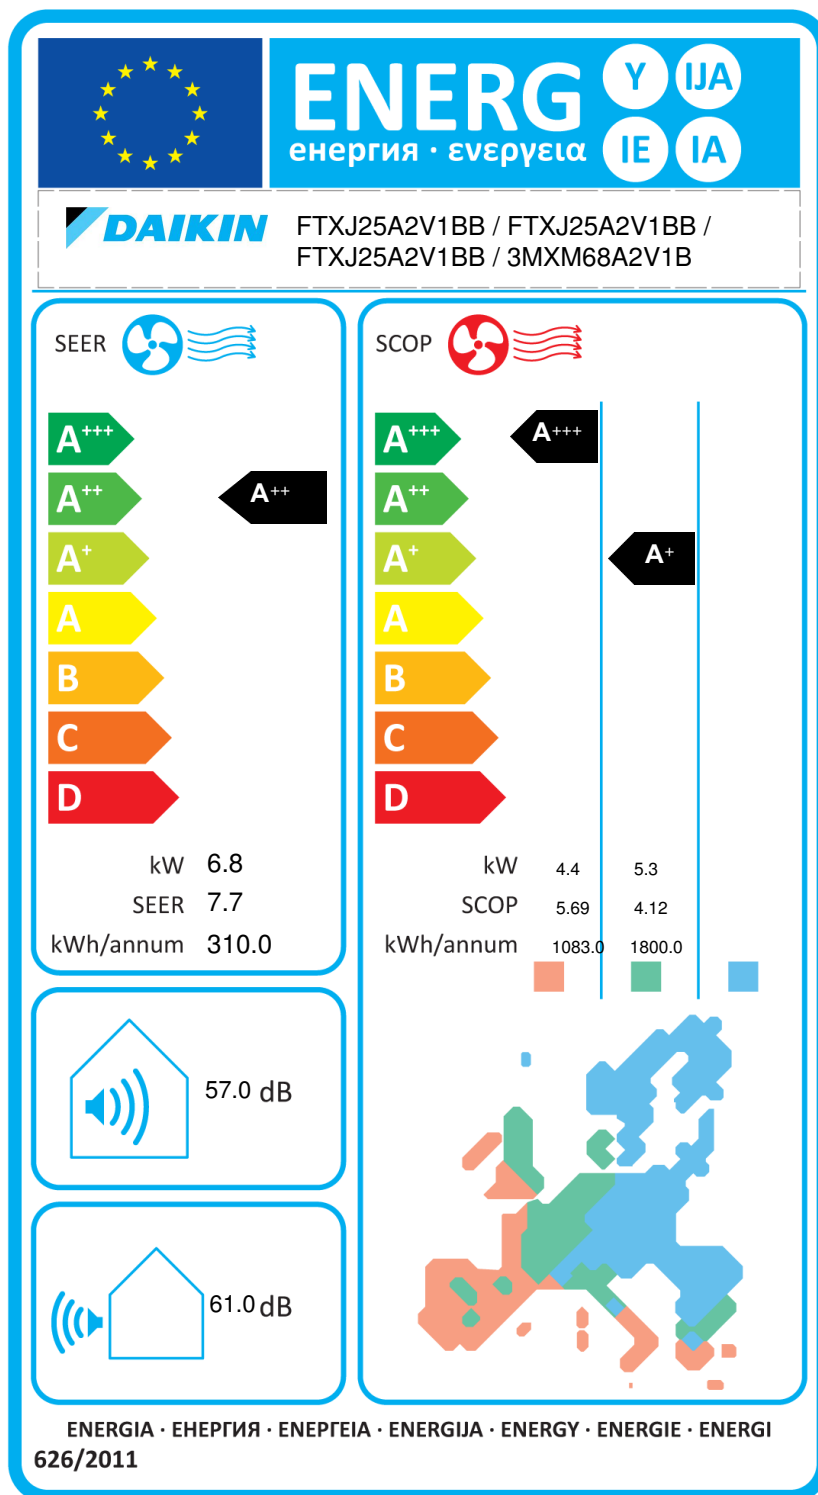 ENERG
енергия · ενεργεια
Y IJA
IE IA
DAIKIN
FTXJ25A2V1BB / FTXJ25A2V1BB /
FTXJ25A2V1BB / 3MXM68A2V1B
SEER
A+++
A++
A++
A+
A
B
C
D
kW 6.8
SEER 7.7
kWh/annum 310.0
SCOP
A+++ A+++
A++
A+ A+
A
B
C
D
kW 4.4 5.3
SCOP 5.69 4.12
kWh/annum 1083.0 1800.0
57.0 dB
61.0 dB
ENERGIA · ЕНЕРГИЯ · ΕΝΕΡΓΕΙΑ · ENERGIJA · ENERGY · ENERGIE · ENERGI
626/2011